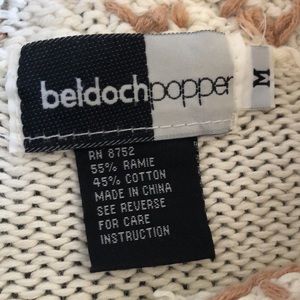 beldochpopper
M
RN 8752
55% RAMIE
45% COTTON
MADE IN CHINA
SEE REVERSE
FOR CARE
INSTRUCTION